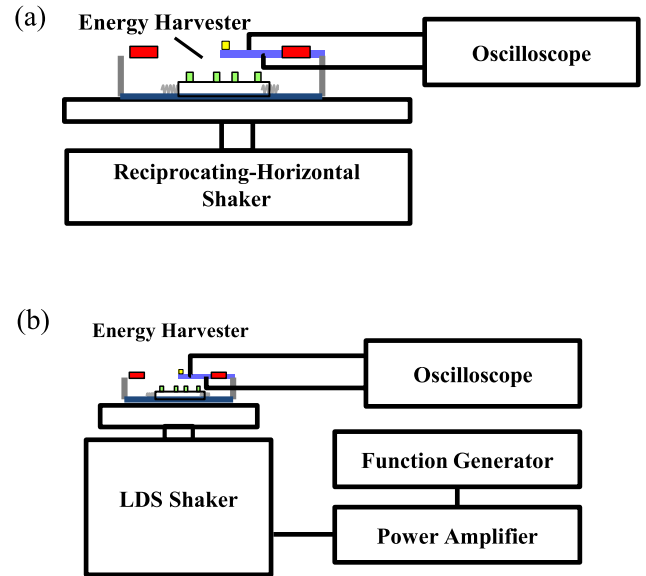 (a)
Energy Harvester
Oscilloscope
Reciprocating-Horizontal
Shaker
(b)
Energy Harvester
Oscilloscope
Function Generator
LDS Shaker
Power Amplifier